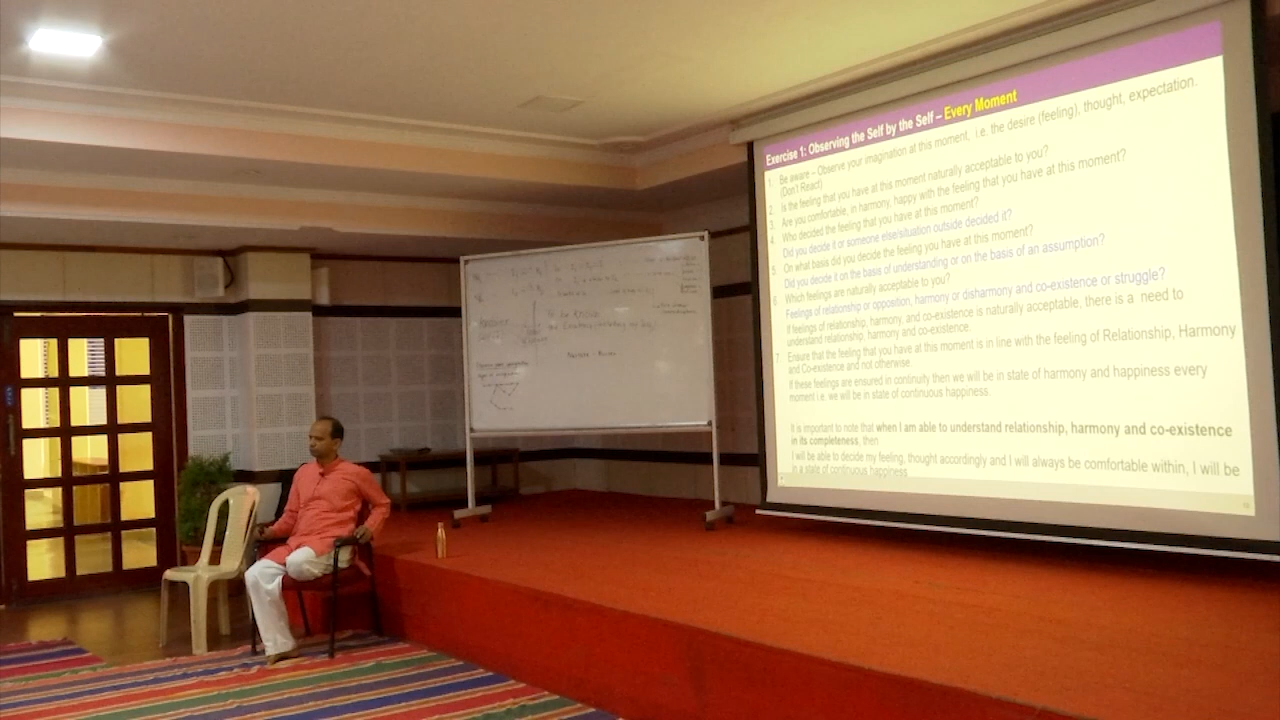 Exercise 1: Observing the Self by the Self – Every Moment
1. Be aware – Observe your imagination at this moment, i.e. the desire (feeling), thought, expectation.
(Don't React)
2. Is the feeling that you have at this moment naturally acceptable to you?
3. Are you comfortable, in harmony, happy with the feeling that you have at this moment?
4. Who decided the feeling that you have at this moment?
Did you decide it or someone else/situation outside decided it?
5. On what basis did you decide the feeling you have at this moment?
Did you decide it on the basis of understanding or on the basis of an assumption?
6. Which feelings are naturally acceptable to you?
Feelings of relationship or opposition, harmony or disharmony and co-existence or struggle?
If feelings of relationship, harmony, and co-existence is naturally acceptable, there is a need to
understand relationship, harmony and co-existence.
7. Ensure that the feeling that you have at this moment is in line with the feeling of Relationship, Harmony
and Co-existence and not otherwise.
If these feelings are ensured in continuity then we will be in state of harmony and happiness every
moment i.e. we will be in state of continuous happiness.
It is important to note that when I am able to understand relationship, harmony and co-existence
in its completeness, then
I will be able to decide my feeling, thought accordingly and I will always be comfortable within, I will be
in a state of continuous happiness